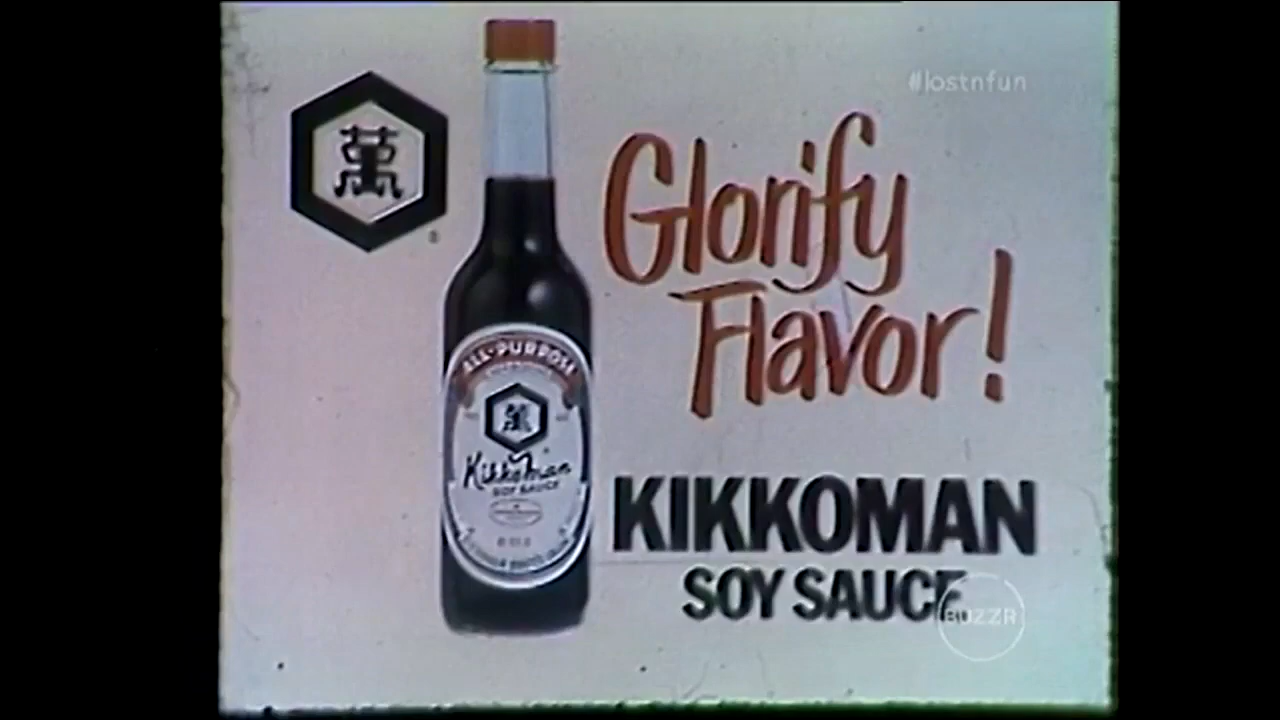 #lostnfun
萬
®
Glorify
Flavor!
ALL-PURPOSE
萬
Kikkoman
SOY SAUCE
KIKKOMAN
SOY SAUCE
BUZZR